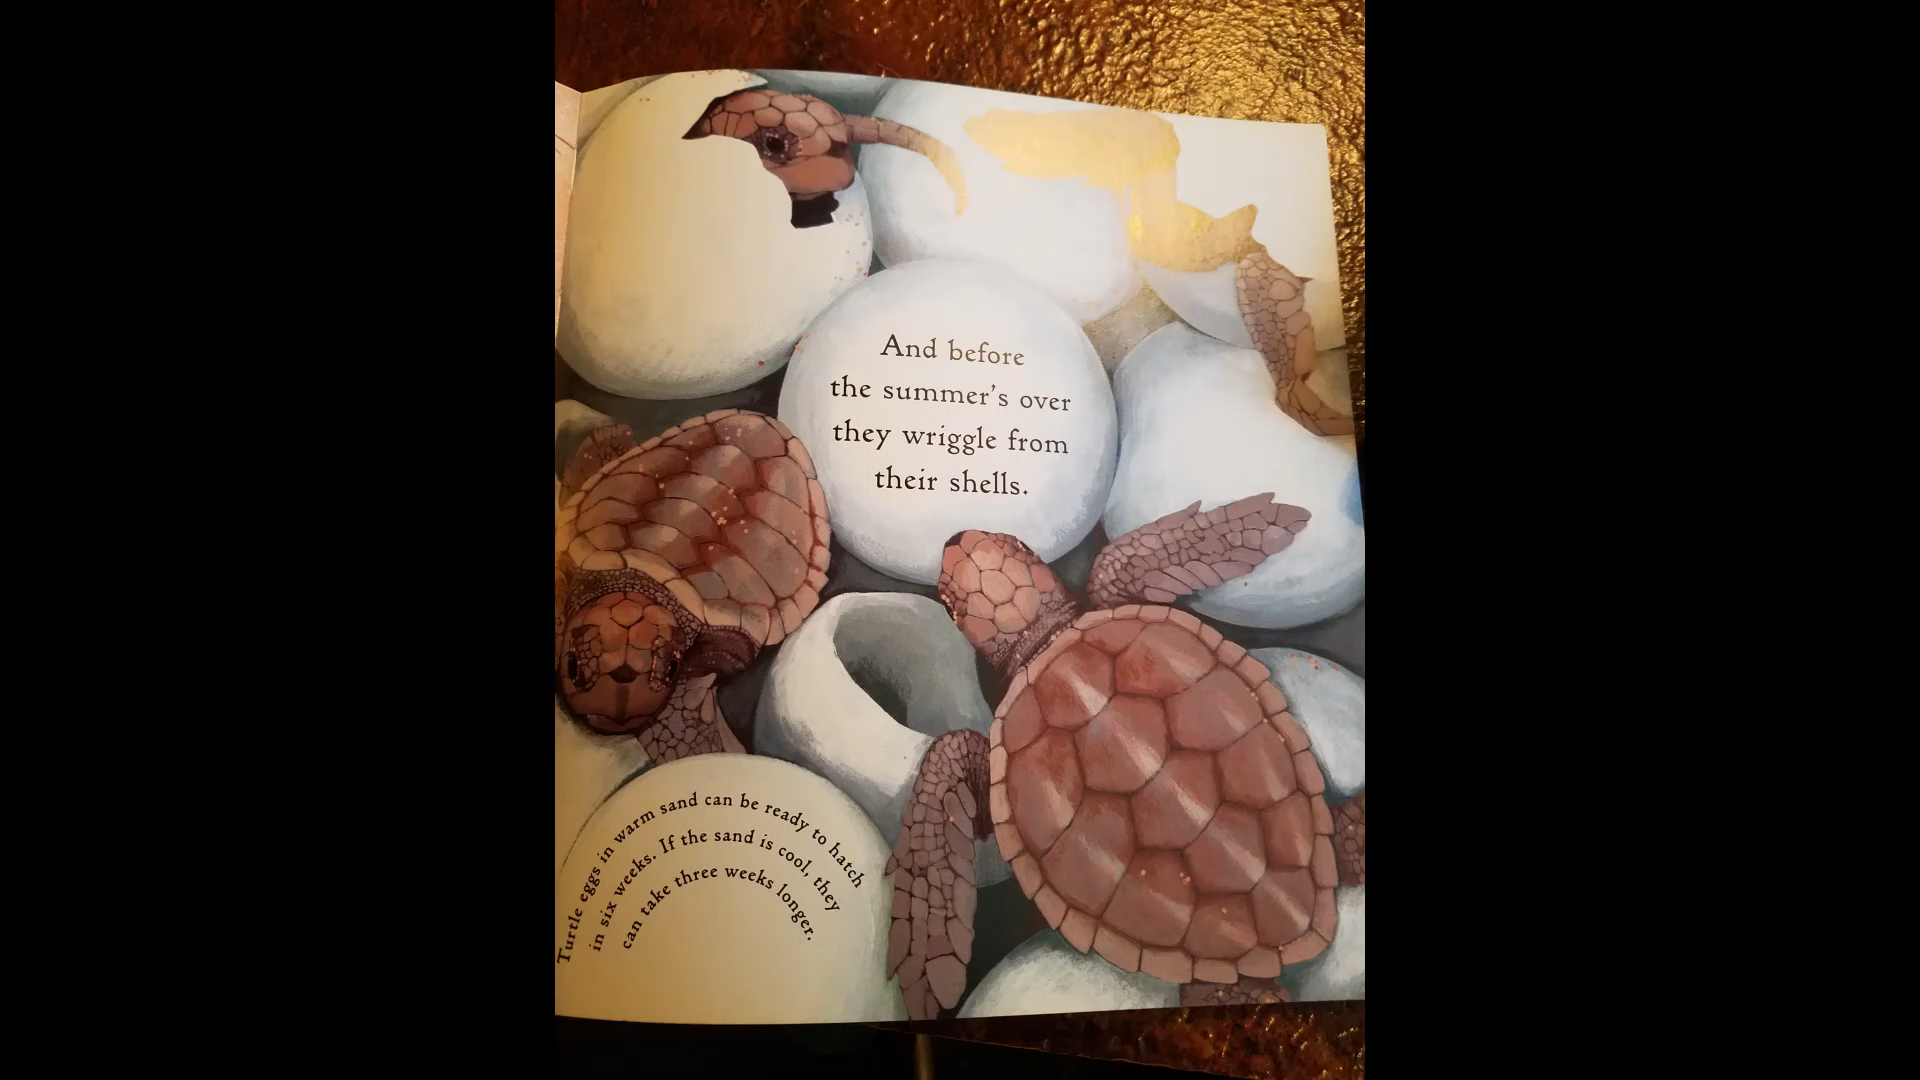 And before
the summer's over
they wriggle from
their shells.
Turtle eggs in warm sand can be ready to hatch
in six weeks. If the sand is cool, they
can take three weeks longer.